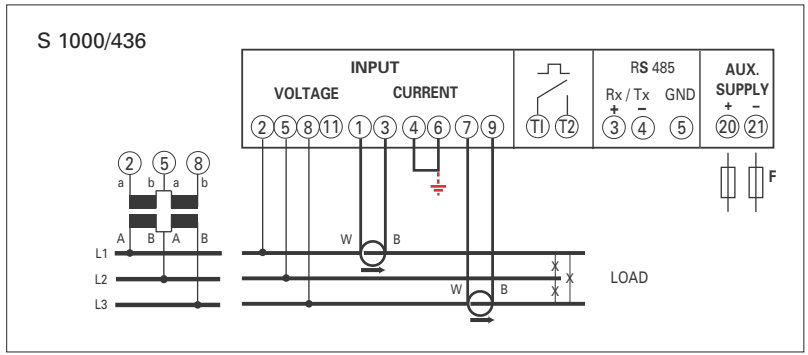 S 1000/436
INPUT
VOLTAGE CURRENT
2 5 8 11 1 3 4 6 7 9
T1 T2
RS 485
Rx / Tx GND
+ –
3 4 5
AUX.
SUPPLY
+ –
20 21
F
2 5 8
a b a b
A B A B
L1
L2
L3
W B
W B
X
X
X
LOAD